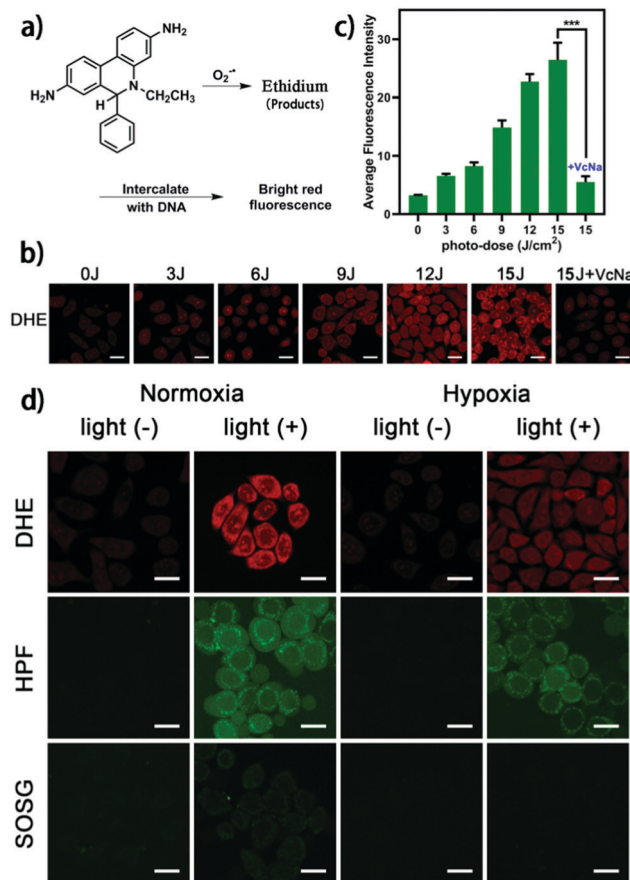 a)
NH₂
H₂N
N
H
CH₂CH₃
O₂⁻•
Ethidium
(Products)
Intercalate
with DNA
Bright red
fluorescence
c)
Average Fluorescence Intensity
30
20
10
0
***
+VcNa
0 3 6 9 12 15 15
photo-dose (J/cm²)
b)
0J 3J 6J 9J 12J 15J 15J+VcNa
DHE
d)
Normoxia Hypoxia
light (-) light (+) light (-) light (+)
DHE
HPF
SOSG